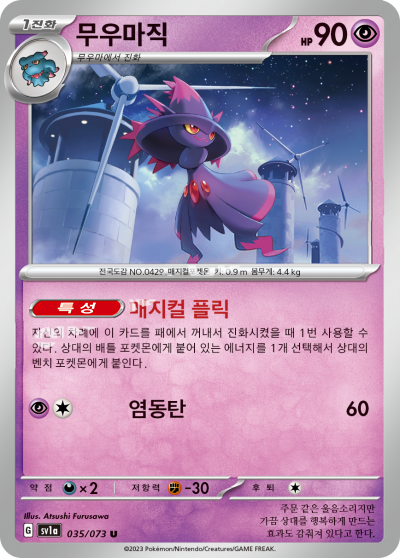 1진화
무우마직
HP 90
무우마에서 진화
전국도감 NO.0429 매지컬포켓몬 키: 0.9 m 몸무게: 4.4 kg
특성 매지컬 플릭
자신의 차례에 이 카드를 패에서 꺼내서 진화시켰을 때 1번 사용할 수
있다. 상대의 배틀 포켓몬에게 붙어 있는 에너지를 1개 선택해서 상대의
벤치 포켓몬에게 붙인다.
염동탄 60
약점 ×2 저항력 -30 후퇴
Illus. Atsushi Furusawa
G sv1a 035/073 U
주문 같은 울음소리지만
가끔 상대를 행복하게 만드는
효과도 감춰져 있다고 한다.
©2023 Pokémon/Nintendo/Creatures/GAME FREAK.